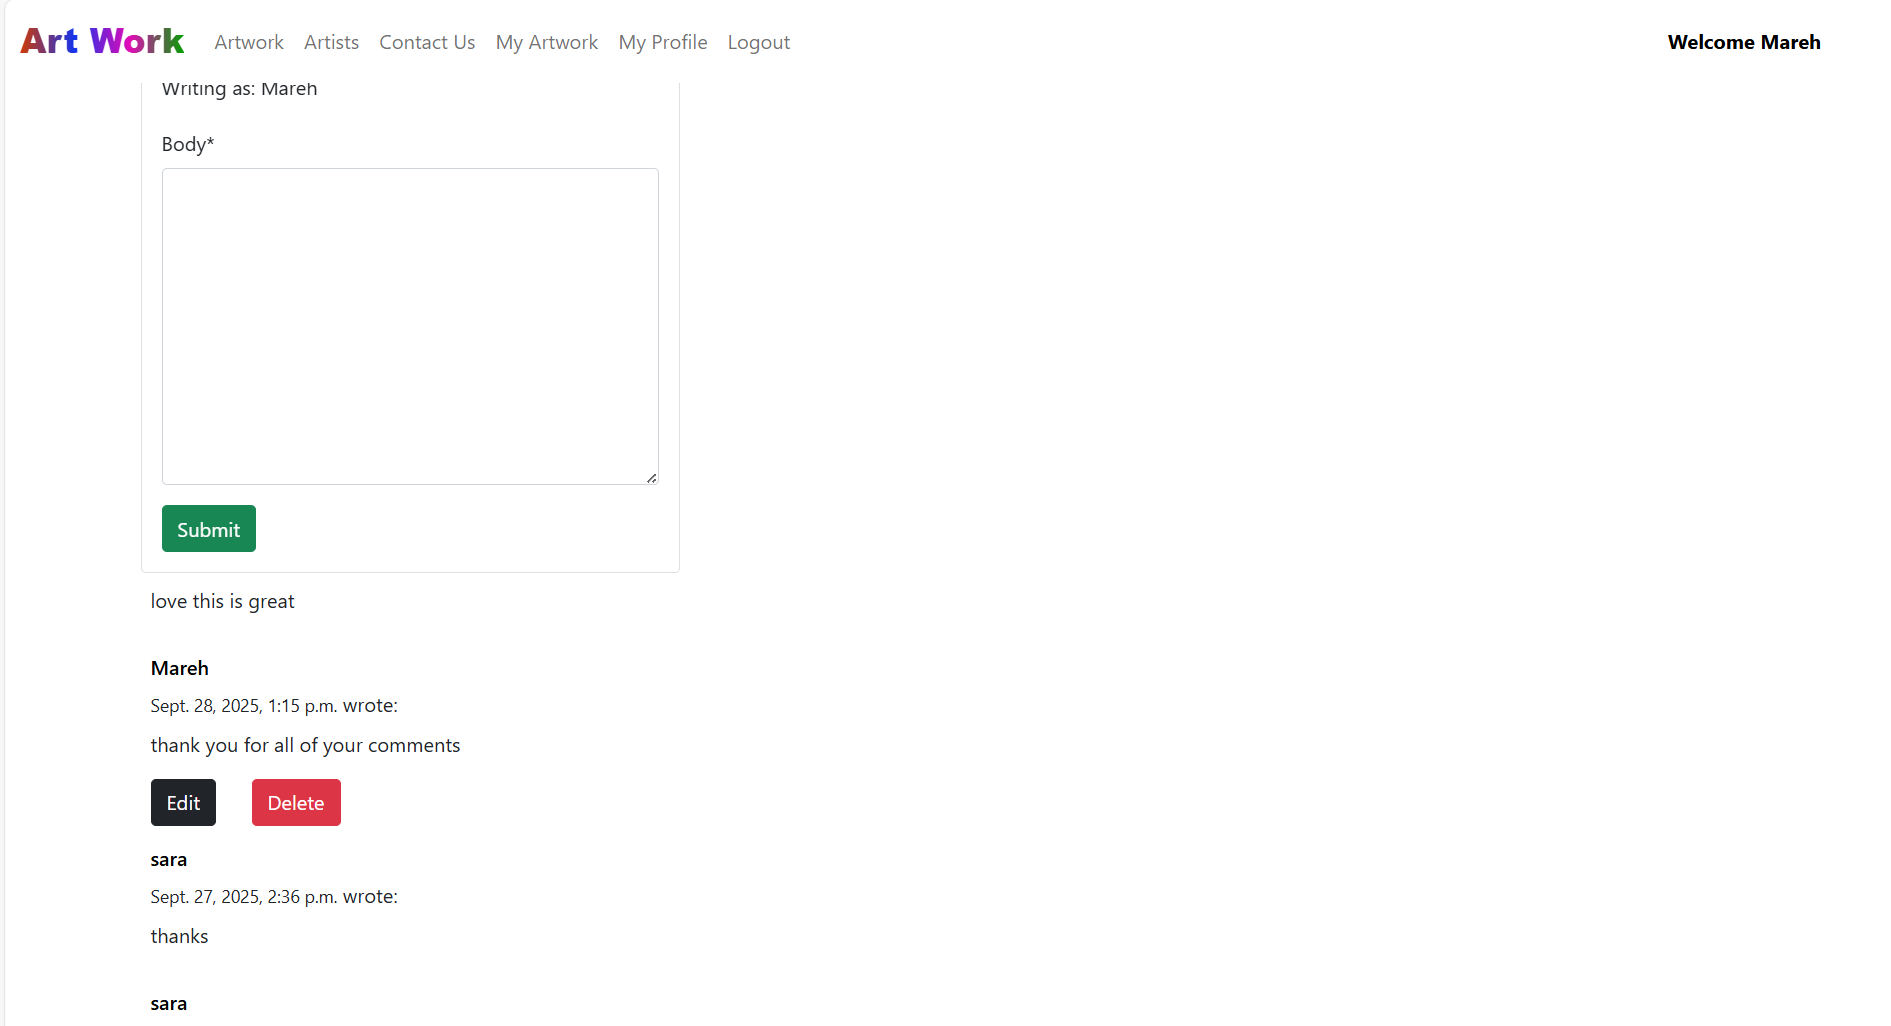 Art Work Artwork Artists Contact Us My Artwork My Profile Logout Welcome Mareh
Writing as: Mareh
Body*
Submit
love this is great
Mareh
Sept. 28, 2025, 1:15 p.m. wrote:
thank you for all of your comments
Edit Delete
sara
Sept. 27, 2025, 2:36 p.m. wrote:
thanks
sara